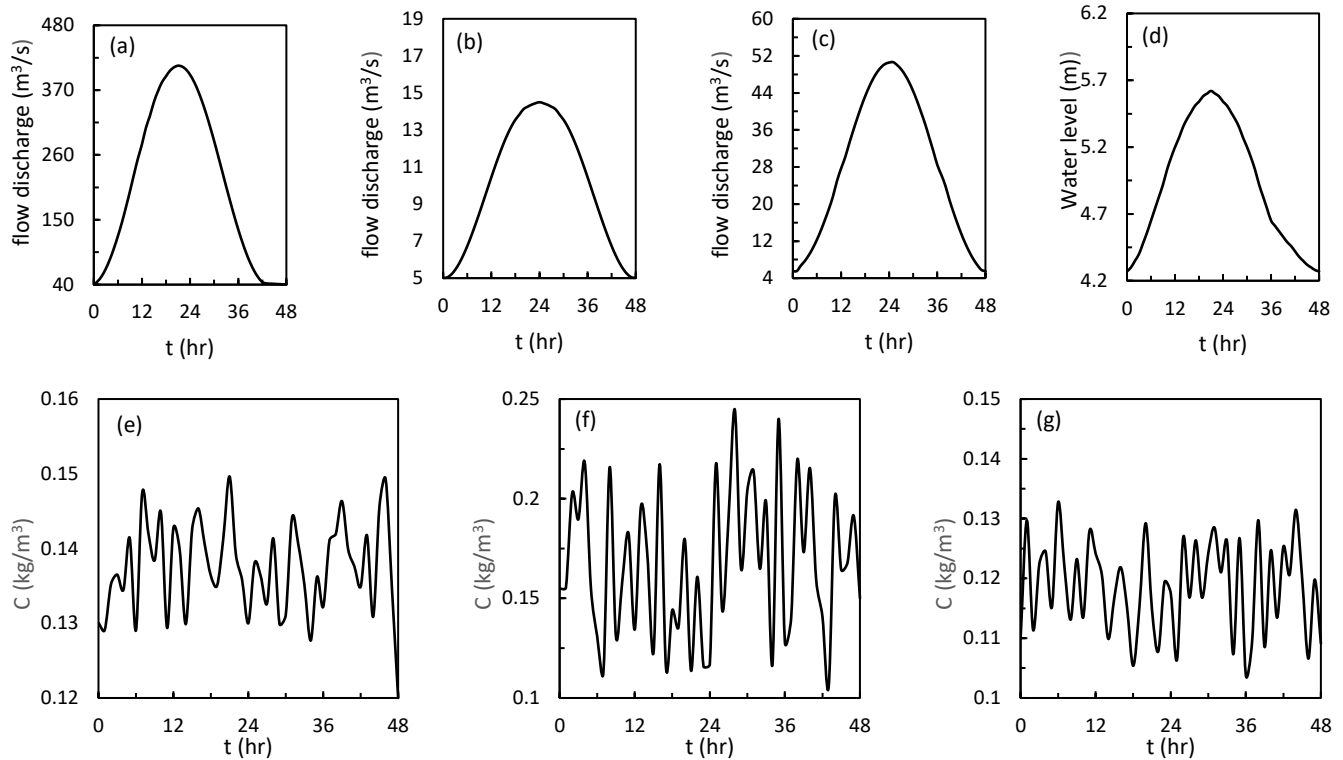 (a)
flow discharge (m³/s)
480
370
260
150
40
0 12 24 36 48
t (hr)
(b)
flow discharge (m³/s)
19
17
15
13
11
9
7
5
0 12 24 36 48
t (hr)
(c)
flow discharge (m³/s)
60
52
44
36
28
20
12
4
0 12 24 36 48
t (hr)
(d)
Water level (m))
6.2
5.7
5.2
4.7
4.2
0 12 24 36 48
t (hr)
(e)
C (kg/m³)
0.16
0.15
0.14
0.13
0.12
0 12 24 36 48
t (hr)
(f)
C (kg/m³)
0.25
0.2
0.15
0.1
0 12 24 36 48
t (hr)
(g)
C (kg/m³)
0.15
0.14
0.13
0.12
0.11
0.1
0 12 24 36 48
t (hr)